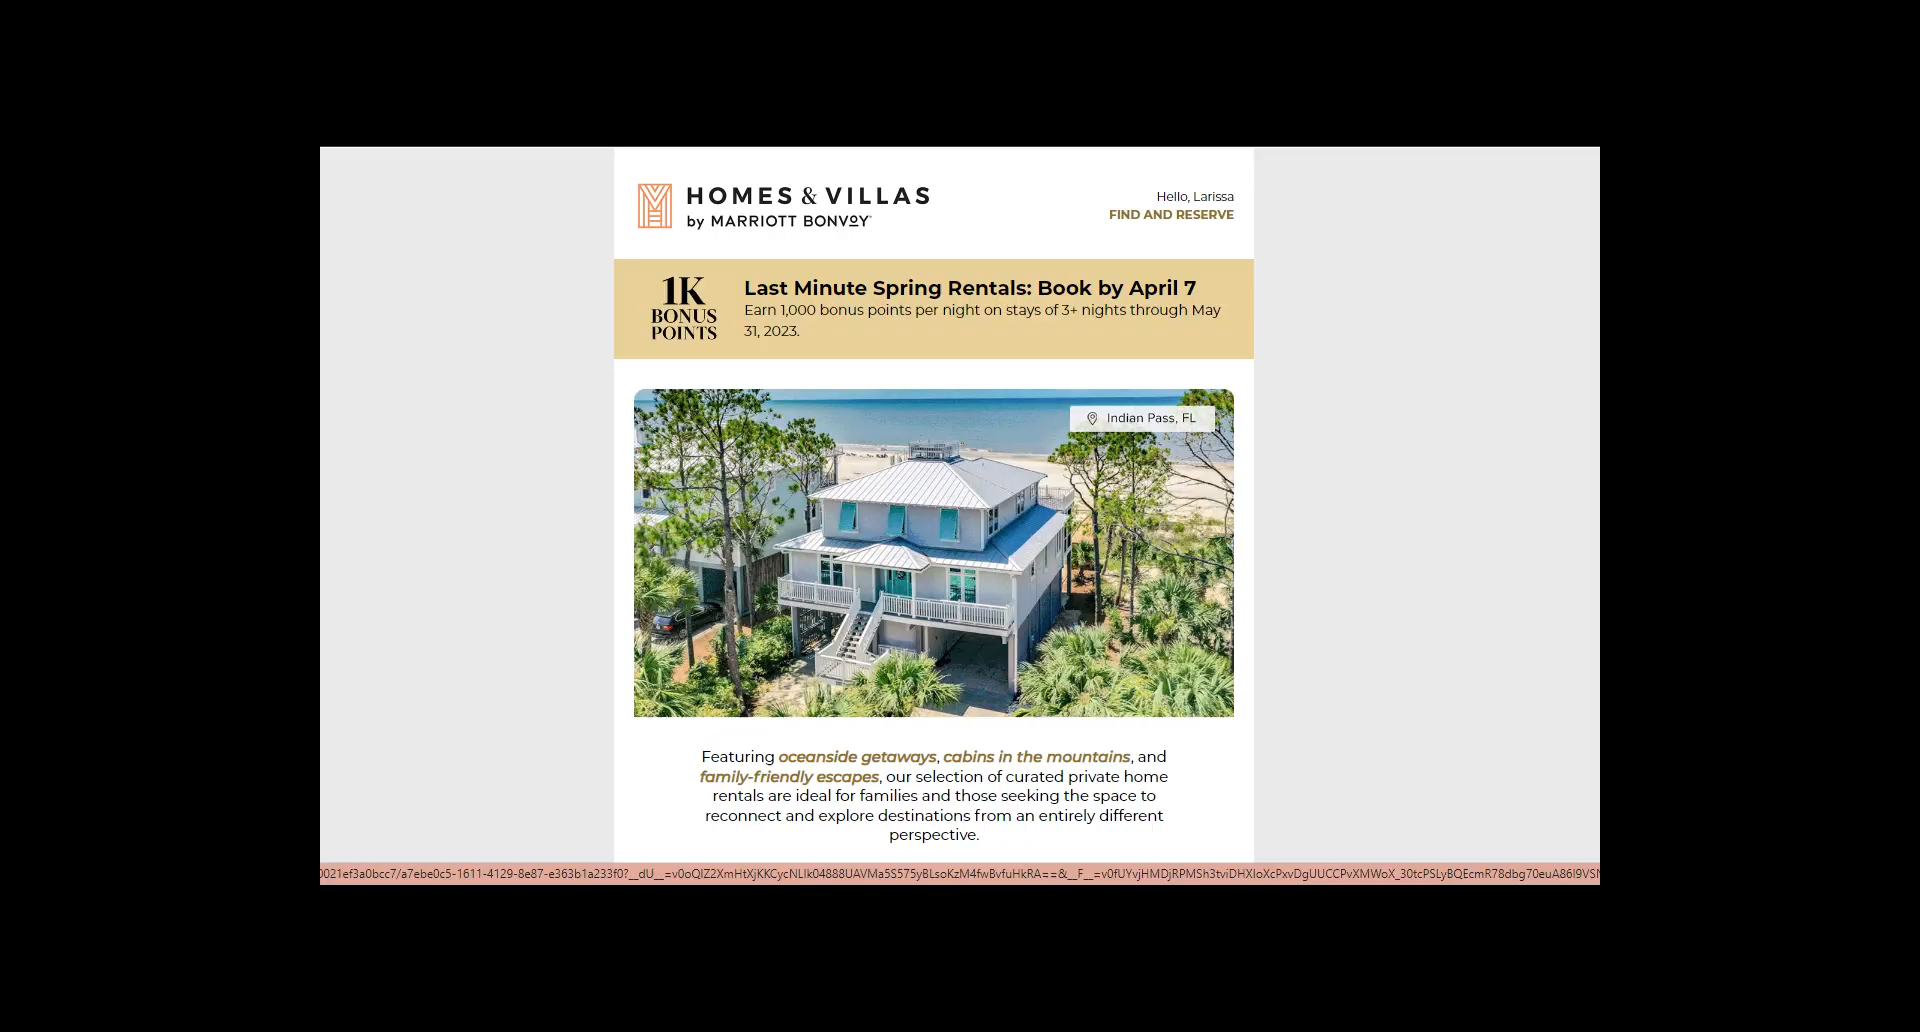 HOMES & VILLAS
by MARRIOTT BONVOY
Hello, Larissa
FIND AND RESERVE
1K
BONUS
POINTS
Last Minute Spring Rentals: Book by April 7
Earn 1,000 bonus points per night on stays of 3+ nights through May
31, 2023.
Indian Pass, FL
Featuring oceanside getaways, cabins in the mountains, and
family-friendly escapes, our selection of curated private home
rentals are ideal for families and those seeking the space to
reconnect and explore destinations from an entirely different
perspective.